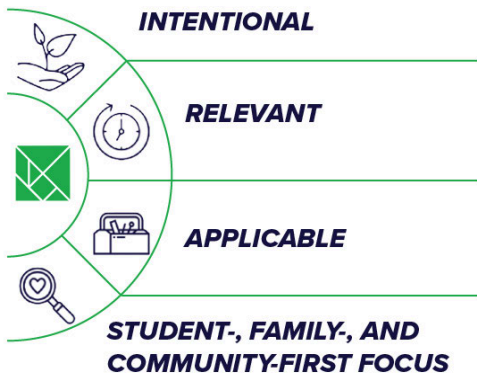 INTENTIONAL
RELEVANT
APPLICABLE
STUDENT-, FAMILY-, AND
COMMUNITY-FIRST FOCUS